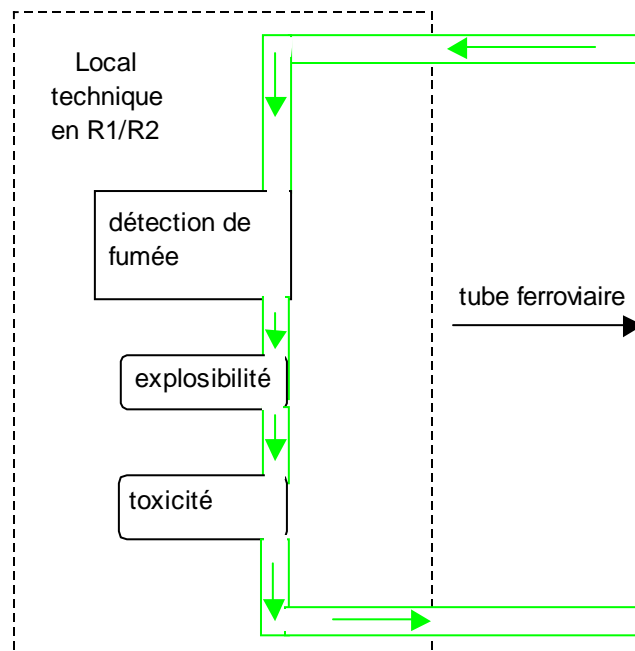 Local
technique
en R1/R2
détection de
fumée
tube ferroviaire
explosibilité
toxicité